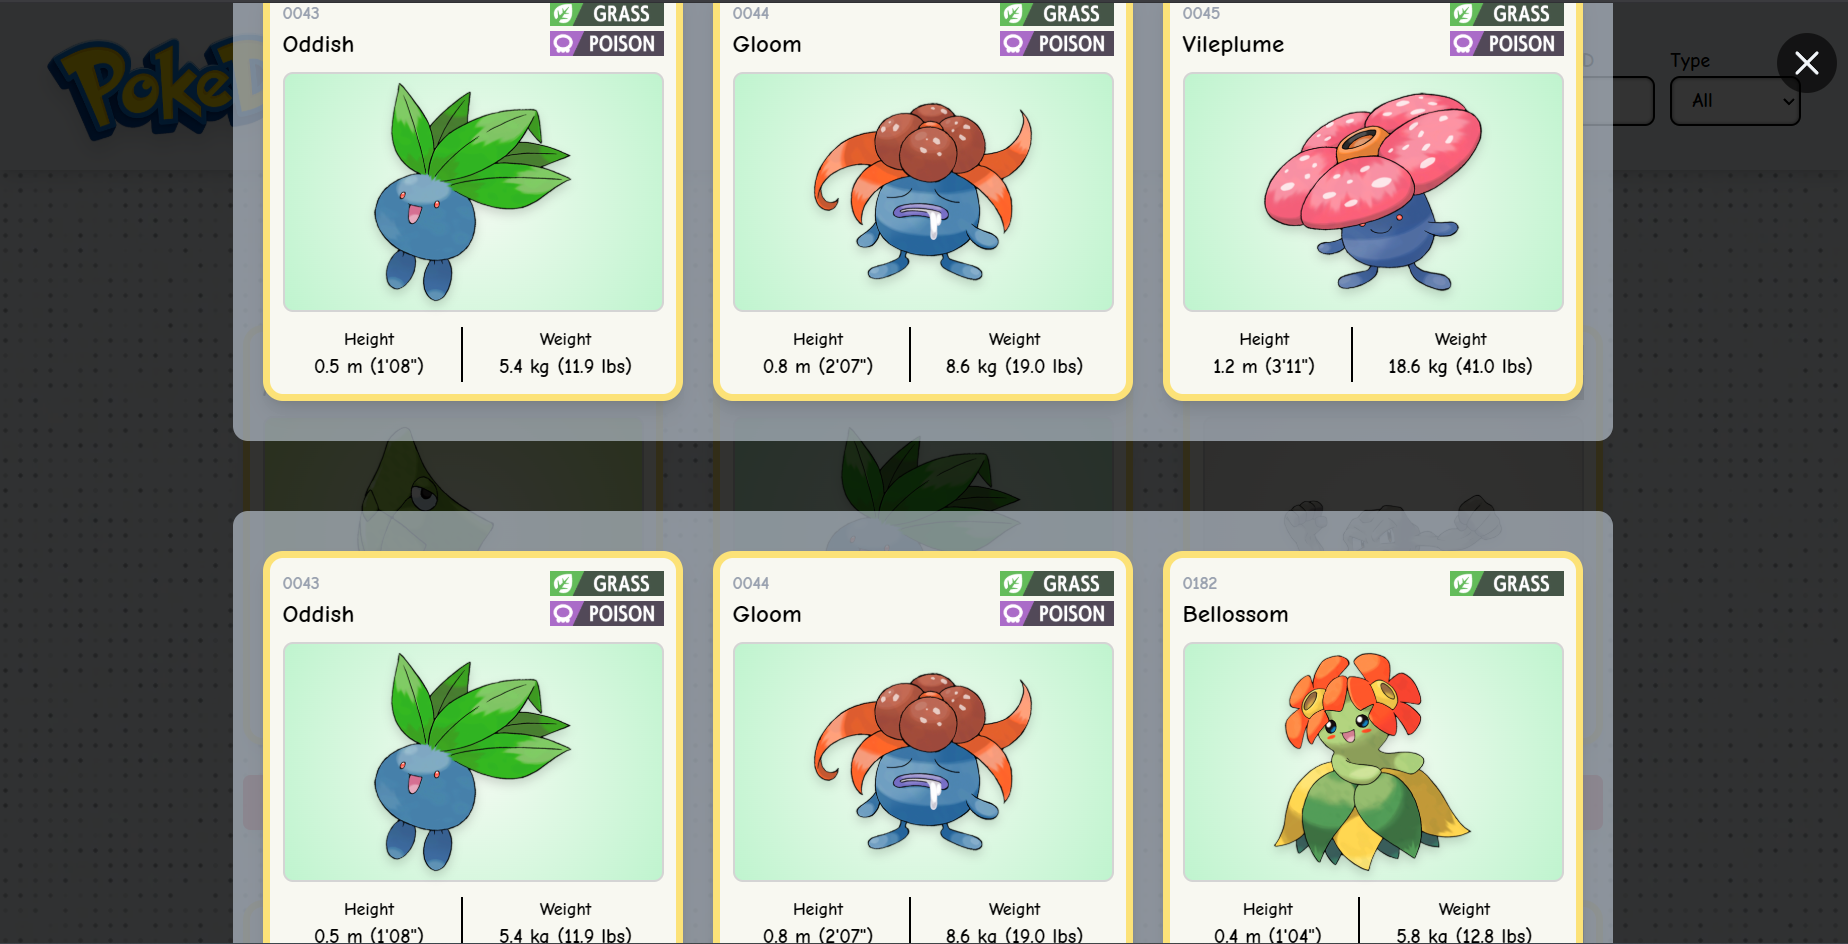 0043
GRASS
Oddish
POISON
0044
GRASS
Gloom
POISON
0045
GRASS
Vileplume
POISON
PokeD
D
Type
All
Height
Weight
0.5 m (1'08")
5.4 kg (11.9 lbs)
Height
Weight
0.8 m (2'07")
8.6 kg (19.0 lbs)
Height
Weight
1.2 m (3'11")
18.6 kg (41.0 lbs)
0043
GRASS
Oddish
POISON
0044
GRASS
Gloom
POISON
0182
GRASS
Bellossom
Height
Weight
0.5 m (1'08")
5.4 kg (11.9 lbs)
Height
Weight
0.8 m (2'07")
8.6 kg (19.0 lbs)
Height
Weight
0.4 m (1'04")
5.8 kg (12.8 lbs)